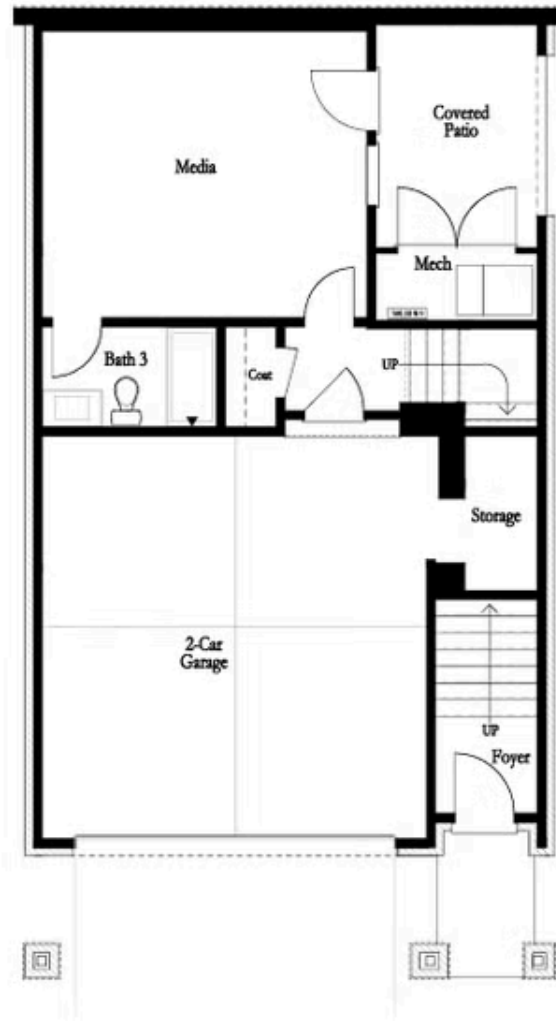 Covered
Patio
Media
Mech
Bath 3
Coat
UP
Storage
2-Car
Garage
UP
Foyer